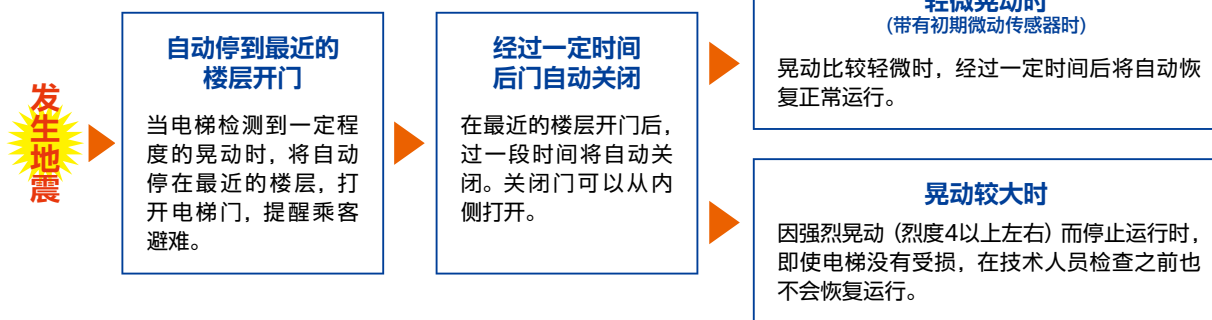 发生地震
自动停到最近的
楼层开门
当电梯检测到一定程
度的晃动时，将自动
停在最近的楼层，打
开电梯门，提醒乘客
避难。
经过一定时间
后门自动关闭
在最近的楼层开门后，
过一段时间将自动关
闭。关闭门可以从内
侧打开。
轻微晃动时
(带有初期微动传感器时)
晃动比较轻微时，经过一定时间后将自动恢
复正常运行。
晃动较大时
因强烈晃动（烈度4以上左右）而停止运行时，
即使电梯没有受损，在技术人员检查之前也
不会恢复运行。